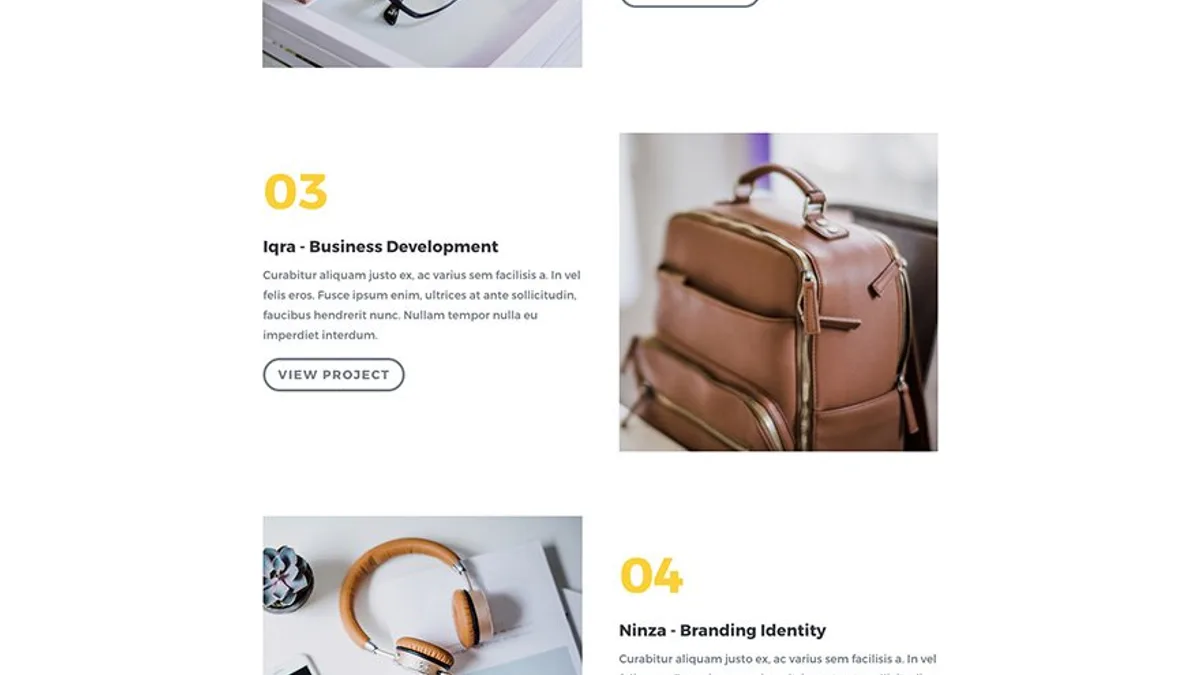 03
Iqra - Business Development
Curabitur aliquam justo ex, ac varius sem facilisis a. In vel
felis eros. Fusce ipsum enim, ultrices at ante sollicitudin,
faucibus hendrerit nunc. Nullam tempor nulla eu
imperdiet interdum.
VIEW PROJECT
04
Ninza - Branding Identity
Curabitur aliquam justo ex, ac varius sem facilisis a. In vel